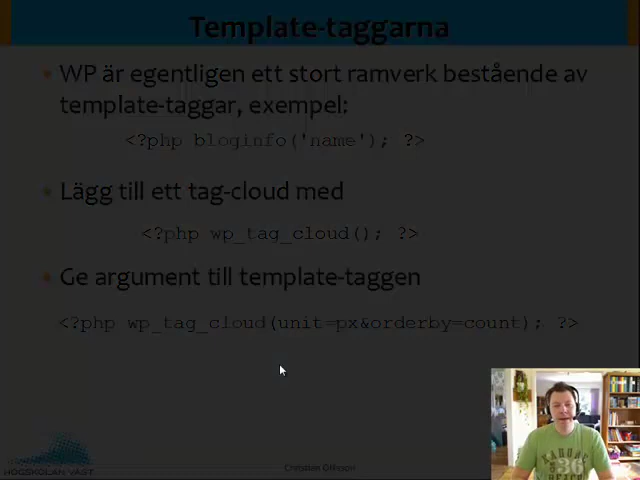 Template-taggarna
• WP är egentligen ett stort ramverk bestående av
template-taggar, exempel:
<?php bloginfo('name'); ?>
• Lägg till ett tag-cloud med
<?php wp_tag_cloud(); ?>
• Ge argument till template-taggen
<?php wp_tag_cloud(unit=px&orderby=count); ?>
HÖGSKOLAN VÄST
36